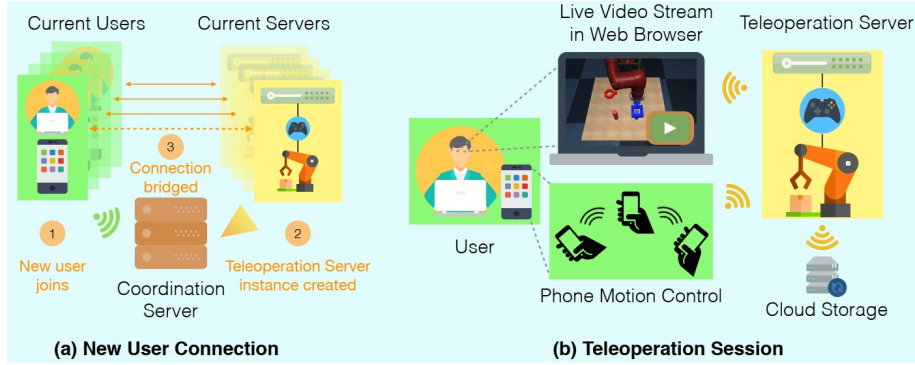 Current Users
Current Servers
3
Connection
bridged
1
New user
joins
2
Teleoperation Server
instance created
Coordination
Server
(a) New User Connection
Live Video Stream
in Web Browser
Teleoperation Server
User
Phone Motion Control
Cloud Storage
(b) Teleoperation Session